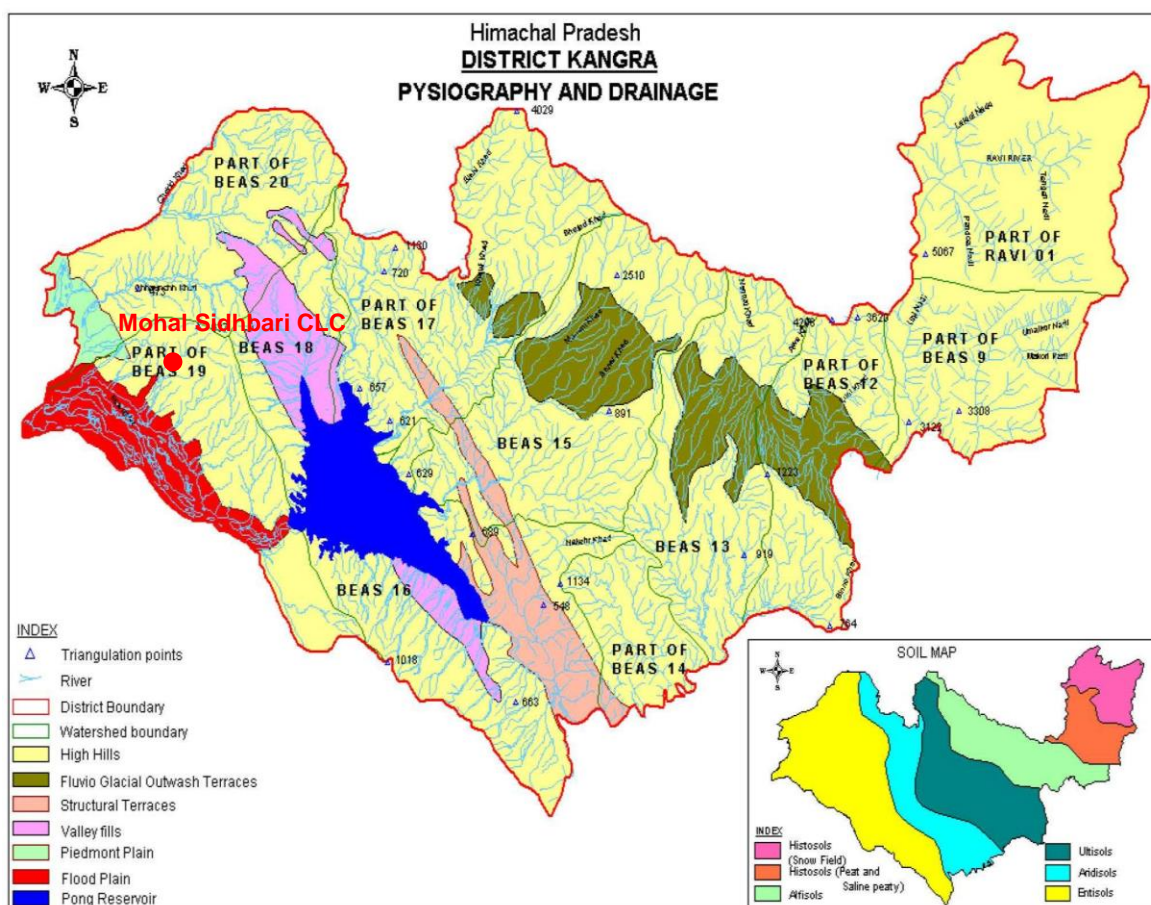 Himachal Pradesh
DISTRICT KANGRA
PYSIOGRAPHY AND DRAINAGE
N
W E
S
4029
PART OF
BEAS 20
RAVI RIVER
PART OF
RAVI 01
5067
1180
720
2510
PART OF
BEAS 17
Mohal Sidhbari CLC
BEAS 18
PART OF
BEAS 19
4206
3620
PART OF
BEAS 12
PART OF
BEAS 9
3308
3122
657
621
629
891
BEAS 15
1223
689
BEAS 13
919
BEAS 16
1134
548
764
PART OF
BEAS 14
1018
663
INDEX
Triangulation points
River
District Boundary
Watershed boundary
High Hills
Fluvio Glacial Outwash Terraces
Structural Terraces
Valley fills
Piedmont Plain
Flood Plain
Pong Reservoir
SOIL MAP
N
W E
S
INDEX
Histosols
(Snow Field)
Histosols (Peat and
Saline peaty)
Alfisols
Ultisols
Aridisols
Entisols